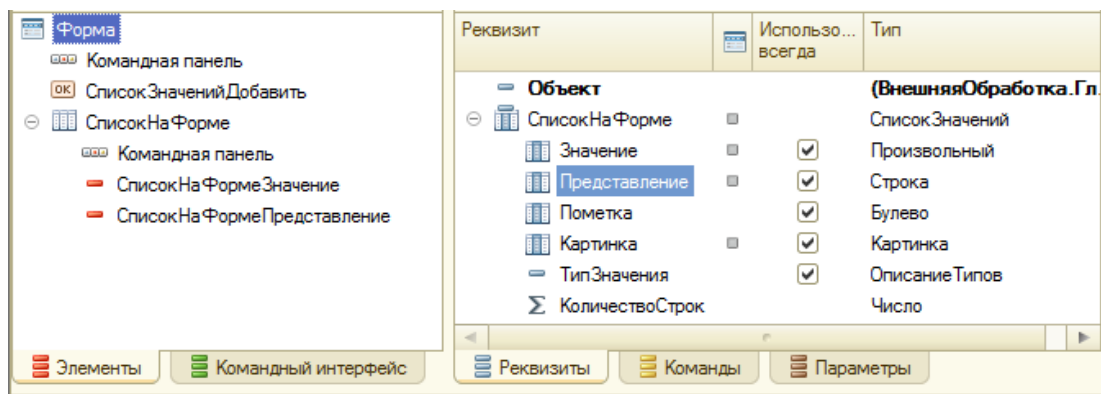 Форма
Командная панель
СписокЗначенийДобавить
СписокНаФорме
Командная панель
СписокНаФормеЗначение
СписокНаФормеПредставление
Элементы
Командный интерфейс
Реквизит
Использо...
всегда
Тип
Объект
(ВнешняяОбработка.Гл.
СписокНаФорме
СписокЗначений
Значение
Произвольный
Представление
Строка
Пометка
Булево
Картинка
Картинка
ТипЗначения
ОписаниеТипов
Σ КоличествоСтрок
Число
Реквизиты
Команды
Параметры